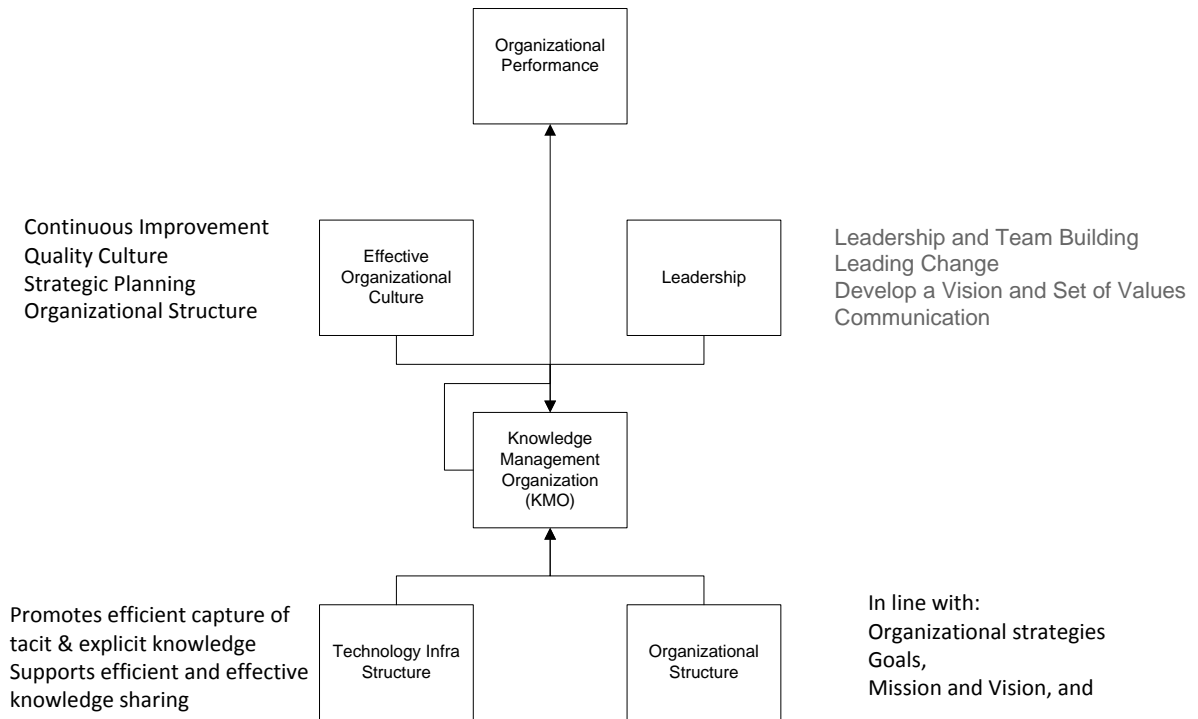 Organizational
Performance
Continuous Improvement
Quality Culture
Strategic Planning
Organizational Structure
Effective
Organizational
Culture
Leadership
Leadership and Team Building
Leading Change
Develop a Vision and Set of Values
Communication
Knowledge
Management
Organization
(KMO)
Promotes efficient capture of
tacit & explicit knowledge
Supports efficient and effective
knowledge sharing
Technology Infra
Structure
Organizational
Structure
In line with:
Organizational strategies
Goals,
Mission and Vision, and